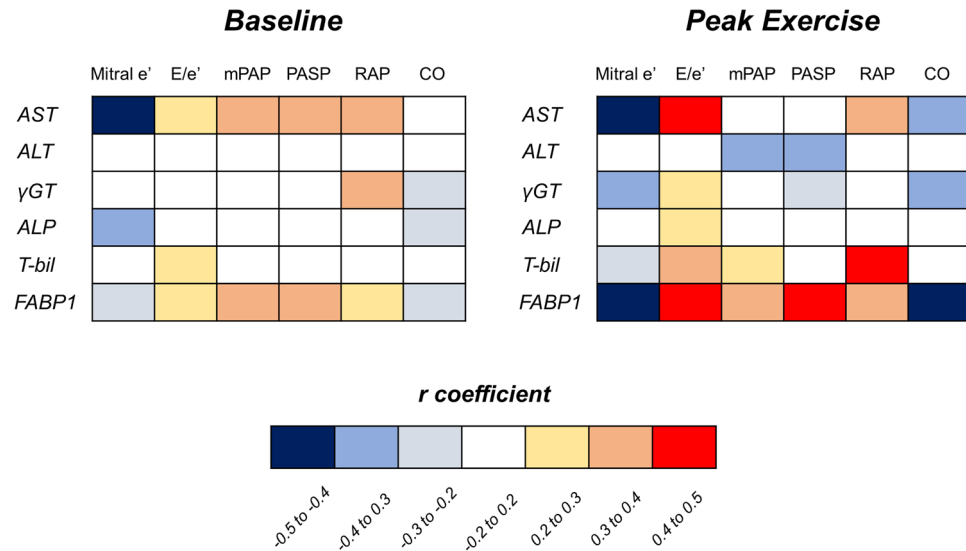 Baseline
Peak Exercise
Mitral e' E/e' mPAP PASP RAP CO
Mitral e' E/e' mPAP PASP RAP CO
AST
ALT
γGT
ALP
T-bil
FABP1
AST
ALT
γGT
ALP
T-bil
FABP1
r coefficient
-0.5 to -0.4
-0.4 to 0.3
-0.3 to -0.2
-0.2 to 0.2
0.2 to 0.3
0.3 to 0.4
0.4 to 0.5